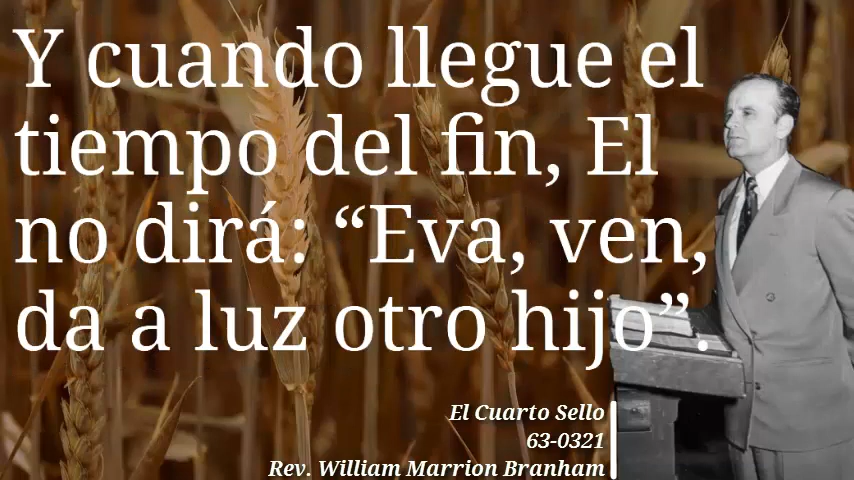 Y cuando llegue el
tiempo del fin, El
no dirá: “Eva, ven,
da a luz otro hijo”.
El Cuarto Sello
63-0321
Rev. William Marrion Branham